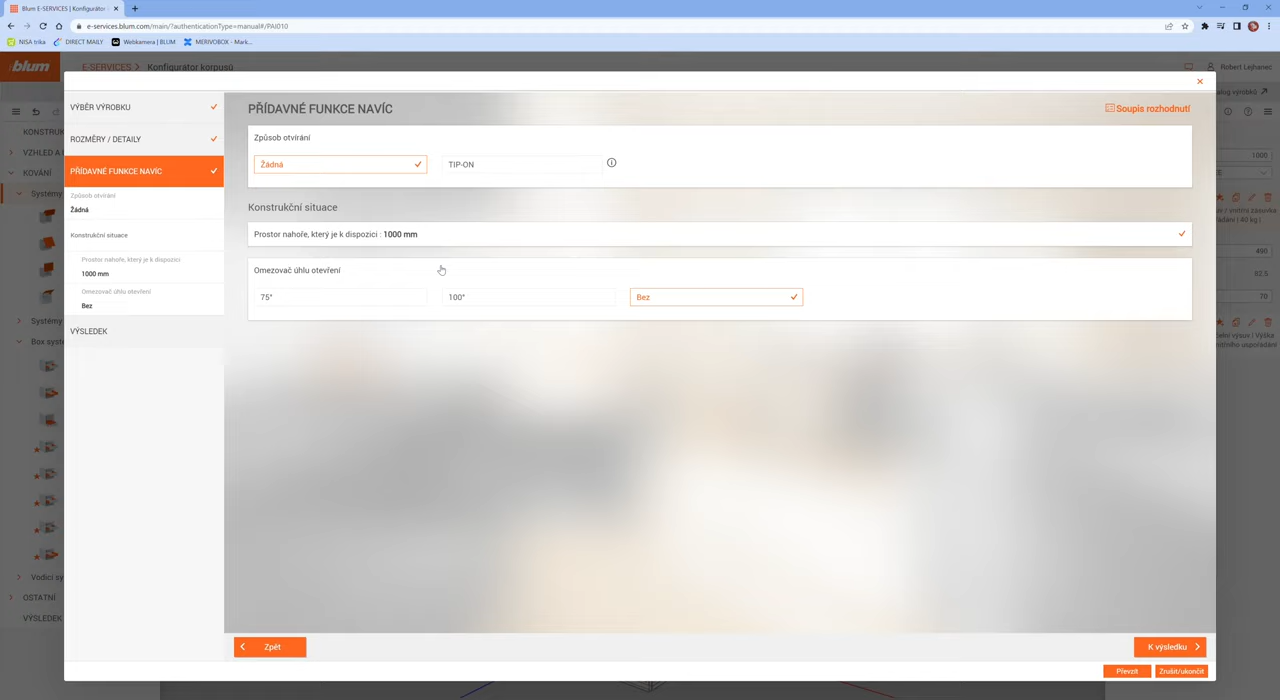 Blum E-SERVICES | Konfigurátor
e-services.blum.com/main/?authenticationType=manual#/PAI010
NISA trika
DIRECT MAILY
Webkamera | BLUM
MERIVOBOX - Mark...
blum
E-SERVICES
Konfigurátor korpusů
Robert Lejhanec
VÝBĚR VÝROBKU
ROZMĚRY / DETAILY
PŘÍDAVNÉ FUNKCE NAVÍC
Způsob otvírání
Žádná
Konstrukční situace
Prostor nahoře, který je k dispozici
1000 mm
Omezovač úhlu otevření
Bez
VÝSLEDEK
PŘÍDAVNÉ FUNKCE NAVÍC
Soupis rozhodnutí
Způsob otvírání
Žádná
TIP-ON
Konstrukční situace
Prostor nahoře, který je k dispozici : 1000 mm
Omezovač úhlu otevření
75°
100°
Bez
Zpět
K výsledku
Převzít
Zrušit/ukončit
KONSTRUK
VZHLED A
KOVÁNÍ
Systémy
Systémy
Box syst
Vodicí sy
OSTATNÍ
VÝSLEDEK
alog výrobků
1000
490
82.5
70